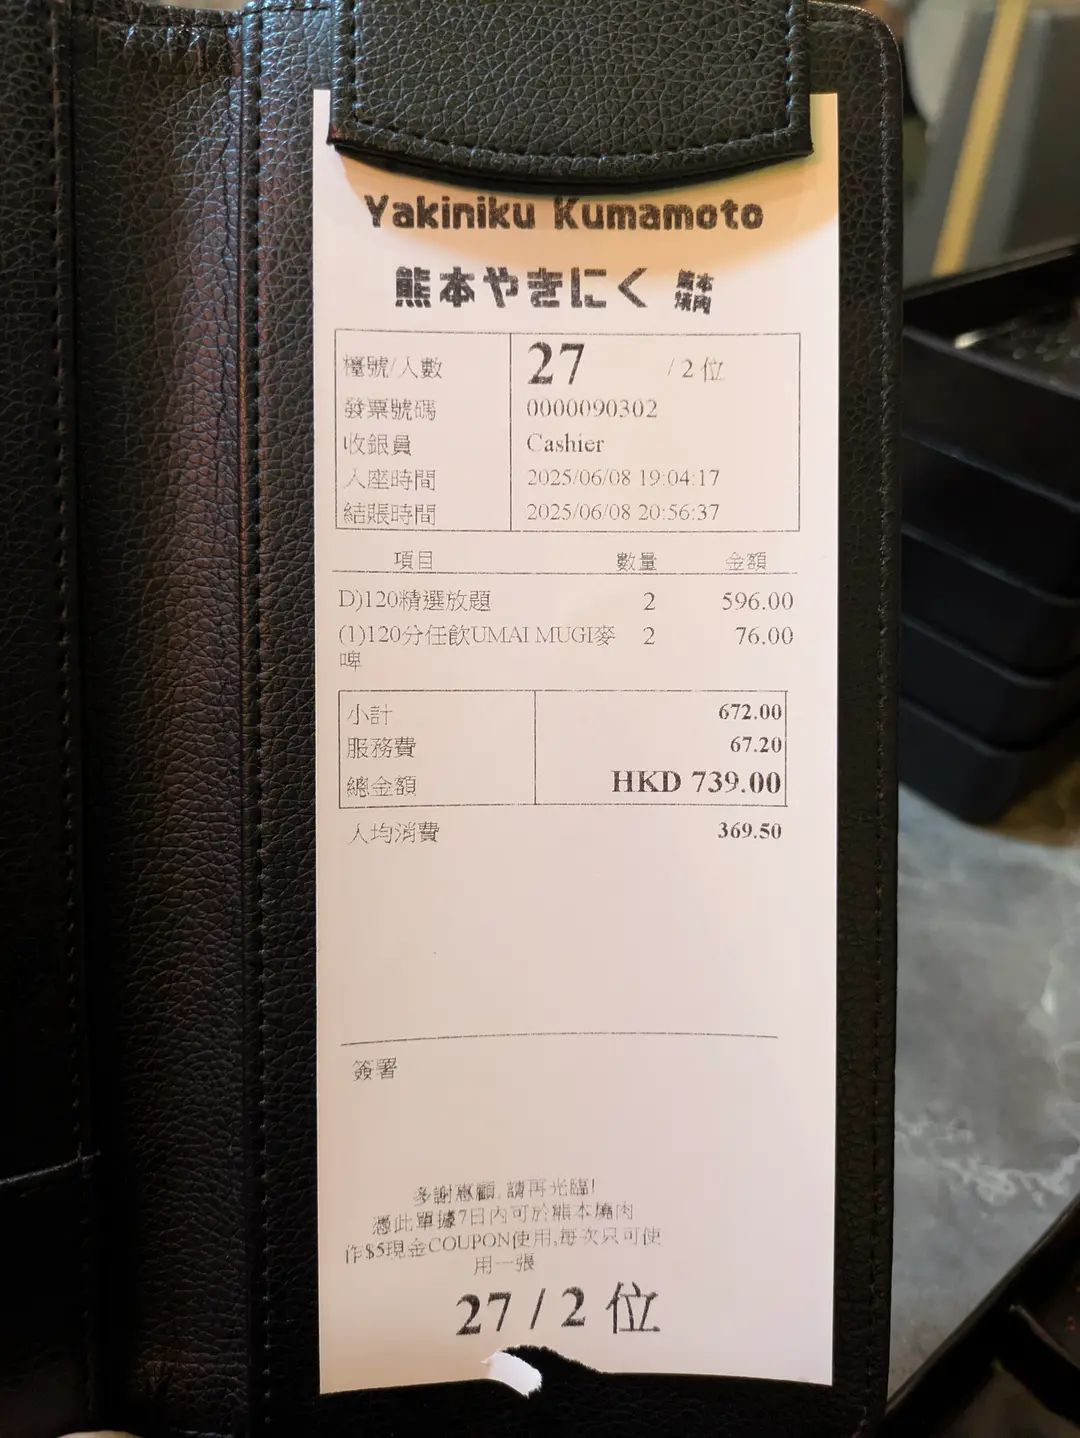 Yakiniku Kumamoto
熊本やきにく 熊本焼肉
檯號/人數 27 / 2 位
發票號碼 0000090302
收銀員 Cashier
入座時間 2025/06/08 19:04:17
結賬時間 2025/06/08 20:56:37
項目 數量 金額
D)120精選放題 2 596.00
(1)120分任飲UMAI MUGI麥 2 76.00
啤
小計 672.00
服務費 67.20
總金額 HKD 739.00
人均消費 369.50
簽署
多謝惠顧,請再光臨!
憑此單據7日內可於熊本燒肉
作$5現金COUPON使用,每次只可使
用一張
27 / 2 位